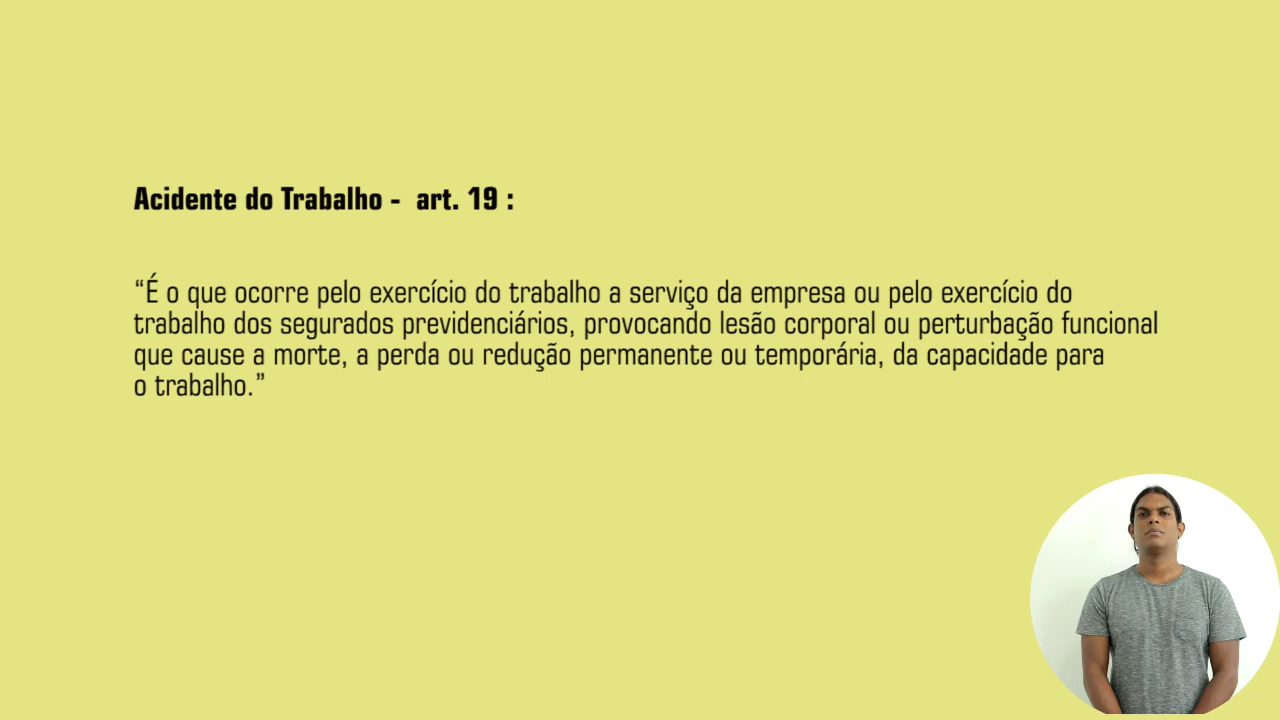 Acidente do Trabalho - art. 19 :
“É o que ocorre pelo exercício do trabalho a serviço da empresa ou pelo exercício do
trabalho dos segurados previdenciários, provocando lesão corporal ou perturbação funcional
que cause a morte, a perda ou redução permanente ou temporária, da capacidade para
o trabalho.”